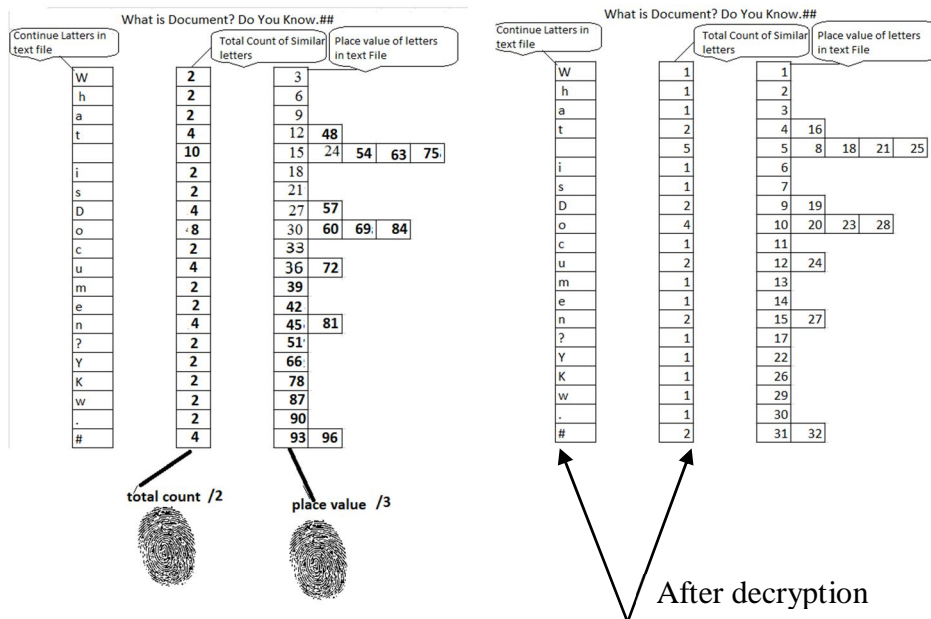 What is Document? Do You Know.##
Continue Latters in text file
Total Count of Similar letters
Place value of letters in text File
W 2 3
h 2 6
a 2 9
t 4 12 48
10 15 24 54 63 75
i 2 18
s 2 21
D 4 27 57
o 8 30 60 69 84
c 2 33
u 4 36 72
m 2 39
e 2 42
n 4 45 81
? 2 51
Y 2 66
K 2 78
w 2 87
. 2 90
# 4 93 96
total count /2
place value /3
What is Document? Do You Know.##
Continue Latters in text file
Total Count of Similar letters
Place value of letters in text File
W 1 1
h 1 2
a 1 3
t 2 4 16
5 5 8 18 21 25
i 1 6
s 1 7
D 2 9 19
o 4 10 20 23 28
c 1 11
u 2 12 24
m 1 13
e 1 14
n 2 15 27
? 1 17
Y 1 22
K 1 26
w 1 29
. 1 30
# 2 31 32
After decryption